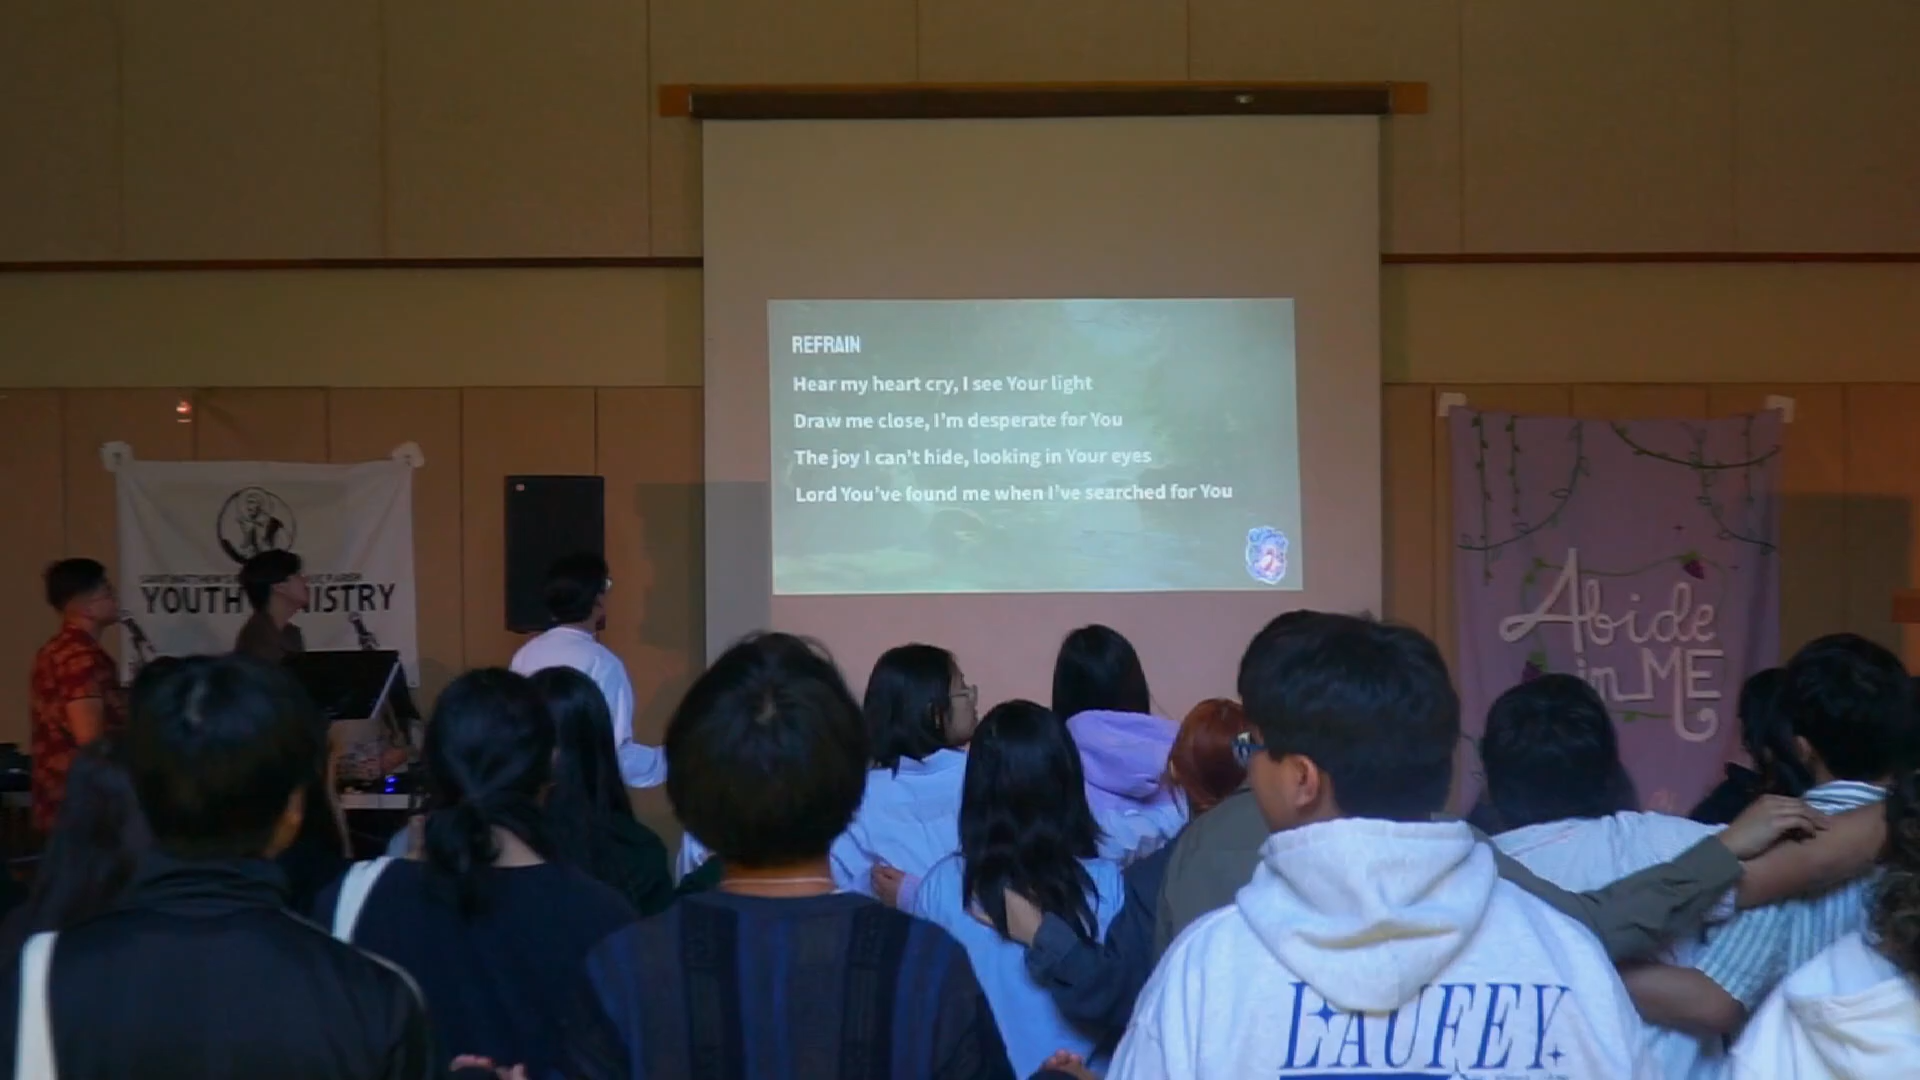 REFRAIN
Hear my heart cry, I see Your light
Draw me close, I'm desperate for You
The joy I can't hide, looking in Your eyes
Lord You've found me when I've searched for You
PARISH
YOUTH
Abide
in ME
LAUFEY